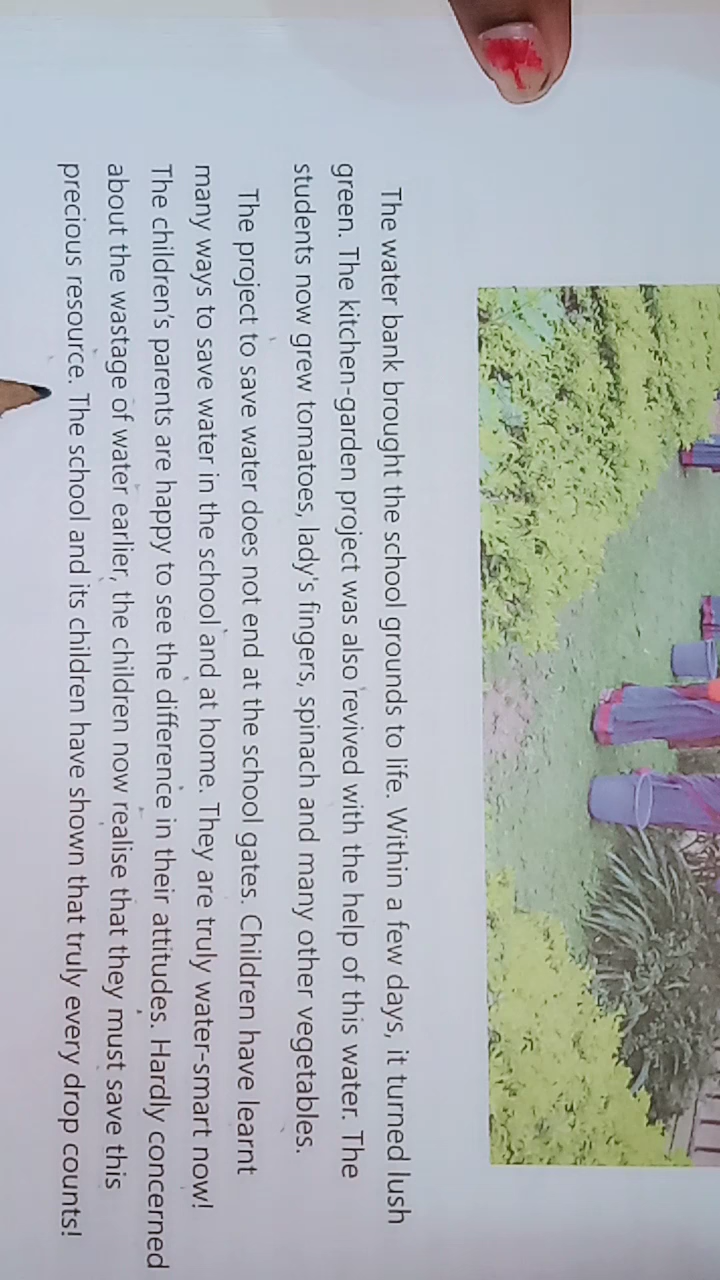 The water bank brought the school grounds to life. Within a few days, it turned lush
green. The kitchen-garden project was also revived with the help of this water. The
students now grew tomatoes, lady's fingers, spinach and many other vegetables.
The project to save water does not end at the school gates. Children have learnt
many ways to save water in the school and at home. They are truly water-smart now!
The children's parents are happy to see the difference in their attitudes. Hardly concerned
about the wastage of water earlier, the children now realise that they must save this
precious resource. The school and its children have shown that truly every drop counts!